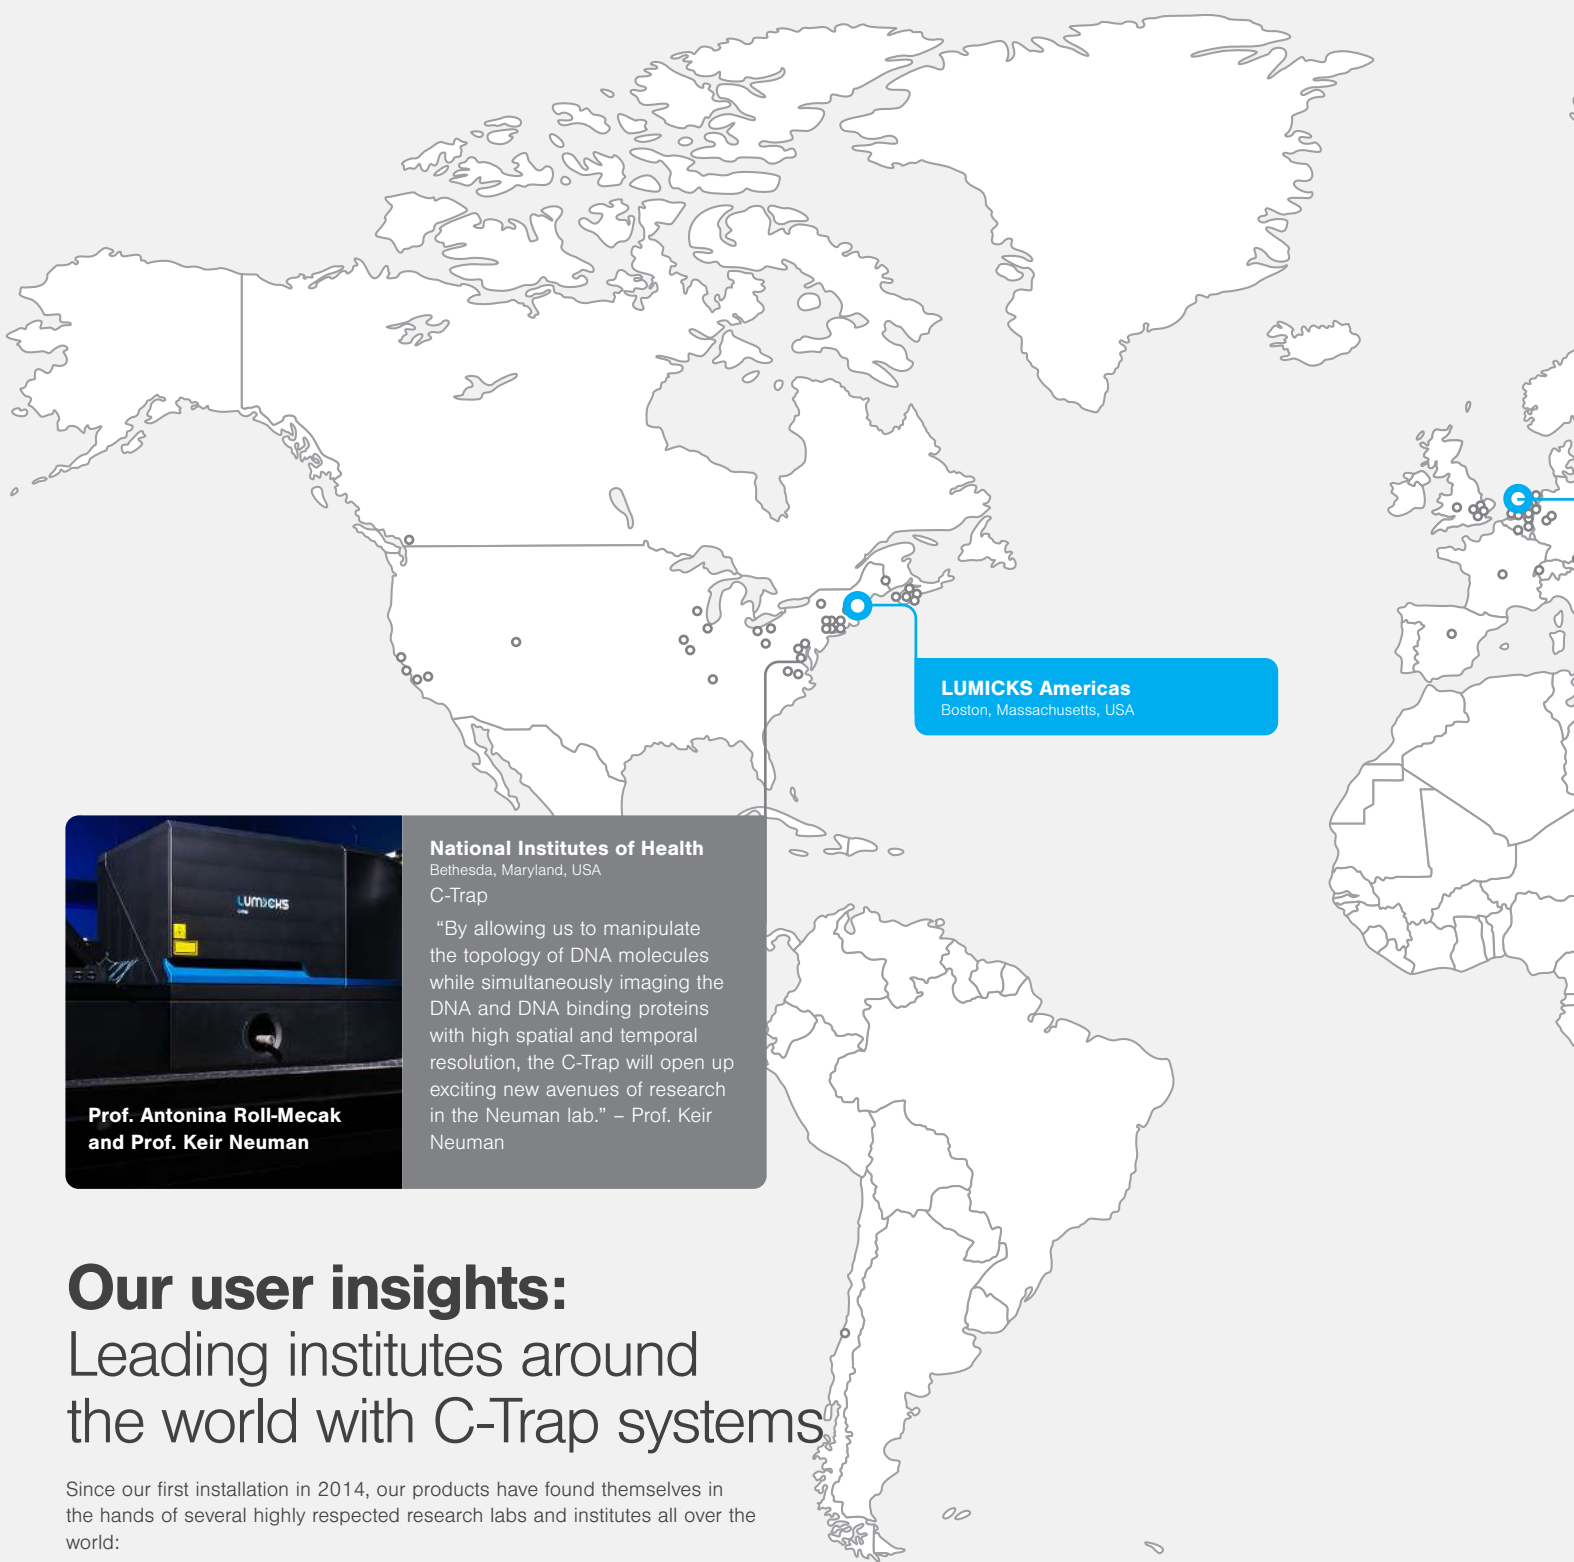 LUMICKS Americas
Boston, Massachusetts, USA
LUMICKS
National Institutes of Health
Bethesda, Maryland, USA
C-Trap
“By allowing us to manipulate
the topology of DNA molecules
while simultaneously imaging the
DNA and DNA binding proteins
with high spatial and temporal
resolution, the C-Trap will open up
exciting new avenues of research
in the Neuman lab.” – Prof. Keir
Neuman
Prof. Antonina Roll-Mecak
and Prof. Keir Neuman
Our user insights:
Leading institutes around
the world with C-Trap systems
Since our first installation in 2014, our products have found themselves in
the hands of several highly respected research labs and institutes all over the
world: